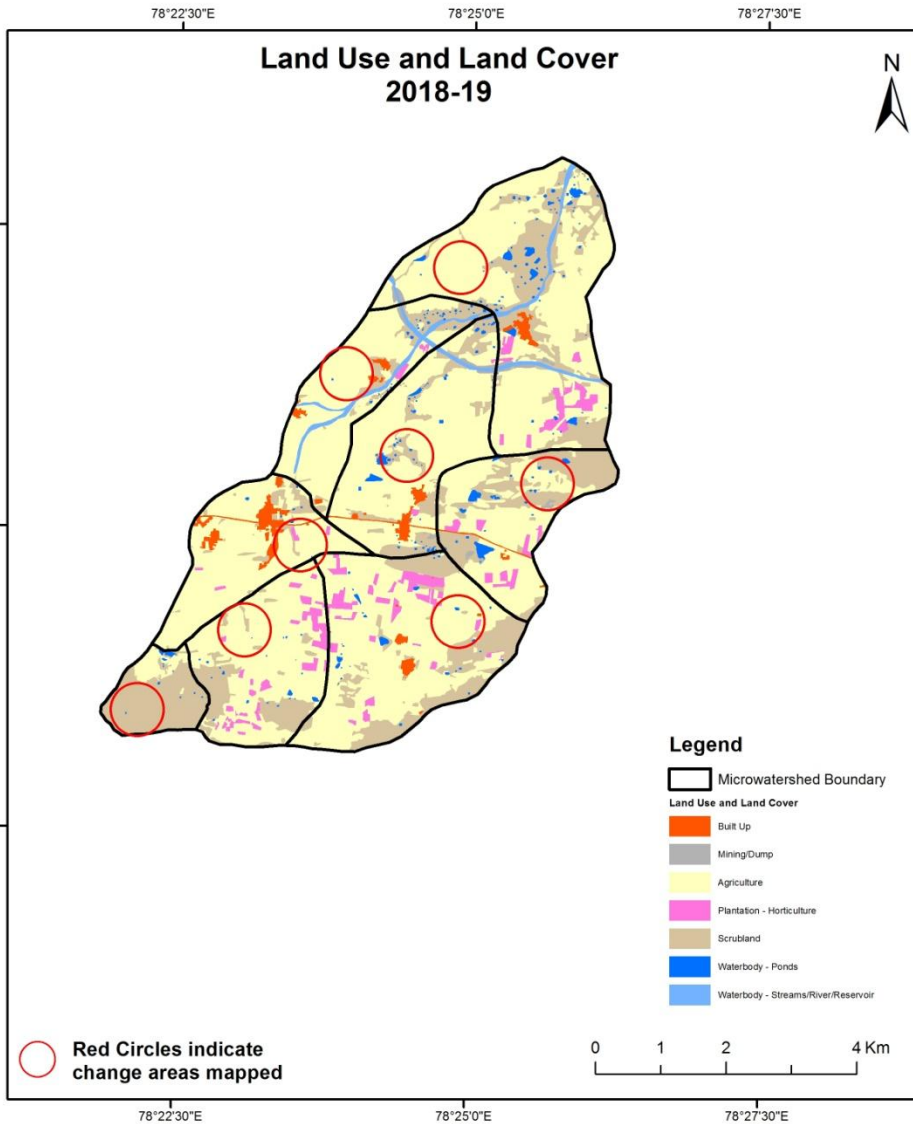 78°22'30"E 78°25'0"E 78°27'30"E
Land Use and Land Cover
2018-19
N
Legend
Microwatershed Boundary
Land Use and Land Cover
Built Up
Mining/Dump
Agriculture
Plantation - Horticulture
Scrubland
Waterbody - Ponds
Waterbody - Streams/River/Reservoir
Red Circles indicate
change areas mapped
0 1 2 4 Km
78°22'30"E 78°25'0"E 78°27'30"E